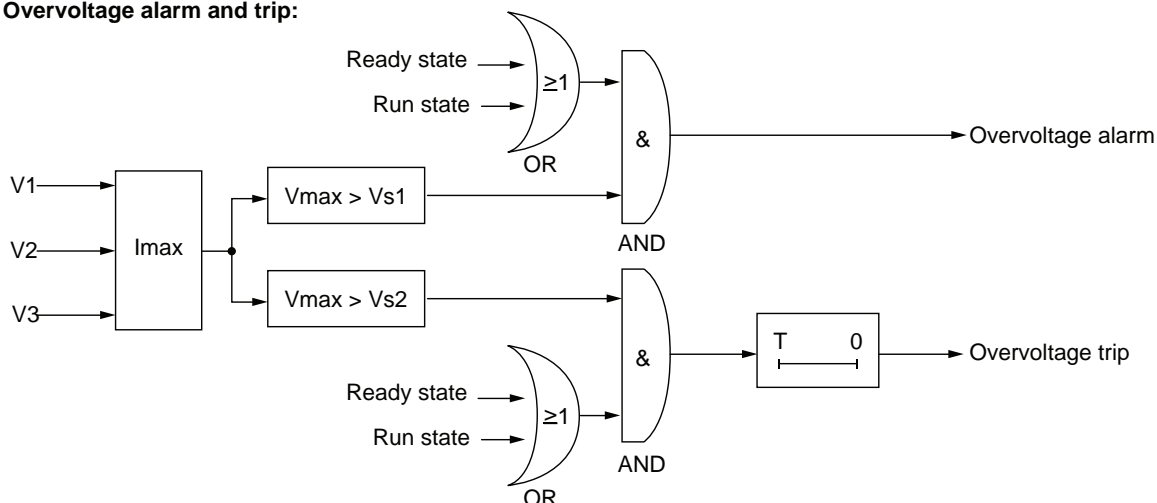 Overvoltage alarm and trip:
Ready state
Run state
≥1
OR
&
AND
Overvoltage alarm
V1
V2
V3
Imax
Vmax > Vs1
Vmax > Vs2
&
AND
T 0
Overvoltage trip
Ready state
Run state
≥1
OR